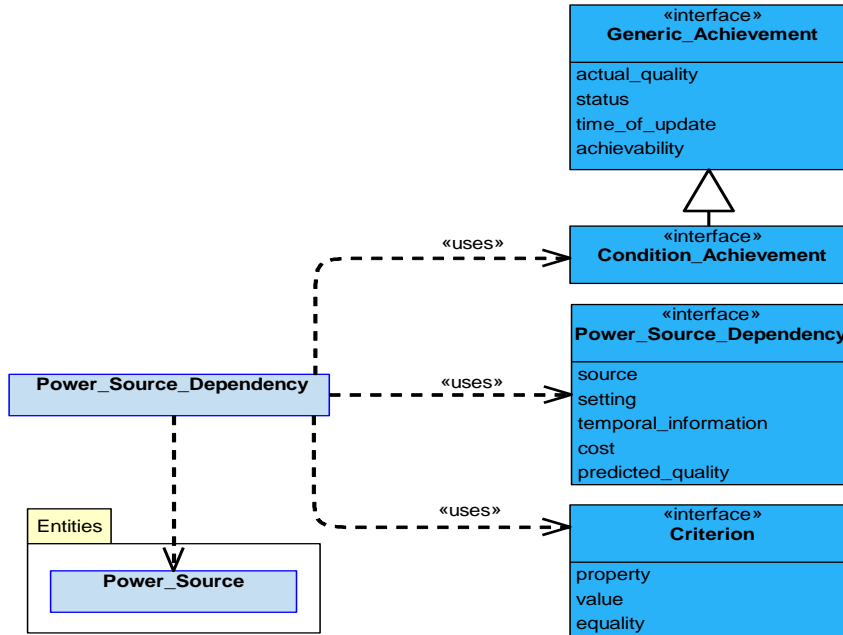 «interface»
Generic_Achievement
actual_quality
status
time_of_update
achievability
«uses»
«interface»
Condition_Achievement
«interface»
Power_Source_Dependency
source
setting
temporal_information
cost
predicted_quality
Power_Source_Dependency
«uses»
«uses»
«interface»
Criterion
property
value
equality
Entities
Power_Source